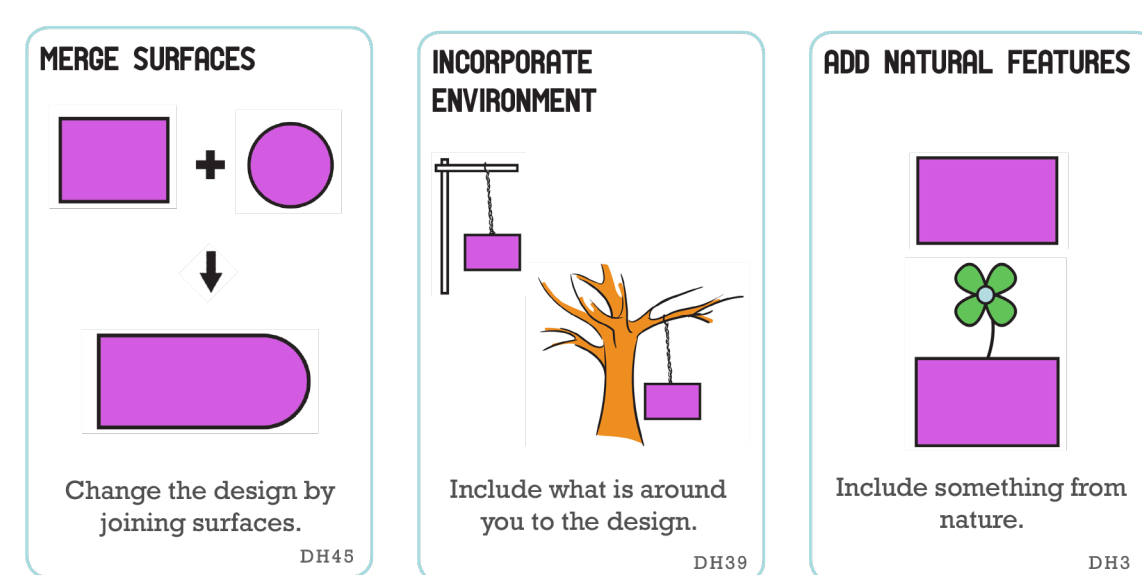 MERGE SURFACES
Change the design by
joining surfaces.
DH45
INCORPORATE
ENVIRONMENT
Include what is around
you to the design.
DH39
ADD NATURAL FEATURES
Include something from
nature.
DH3